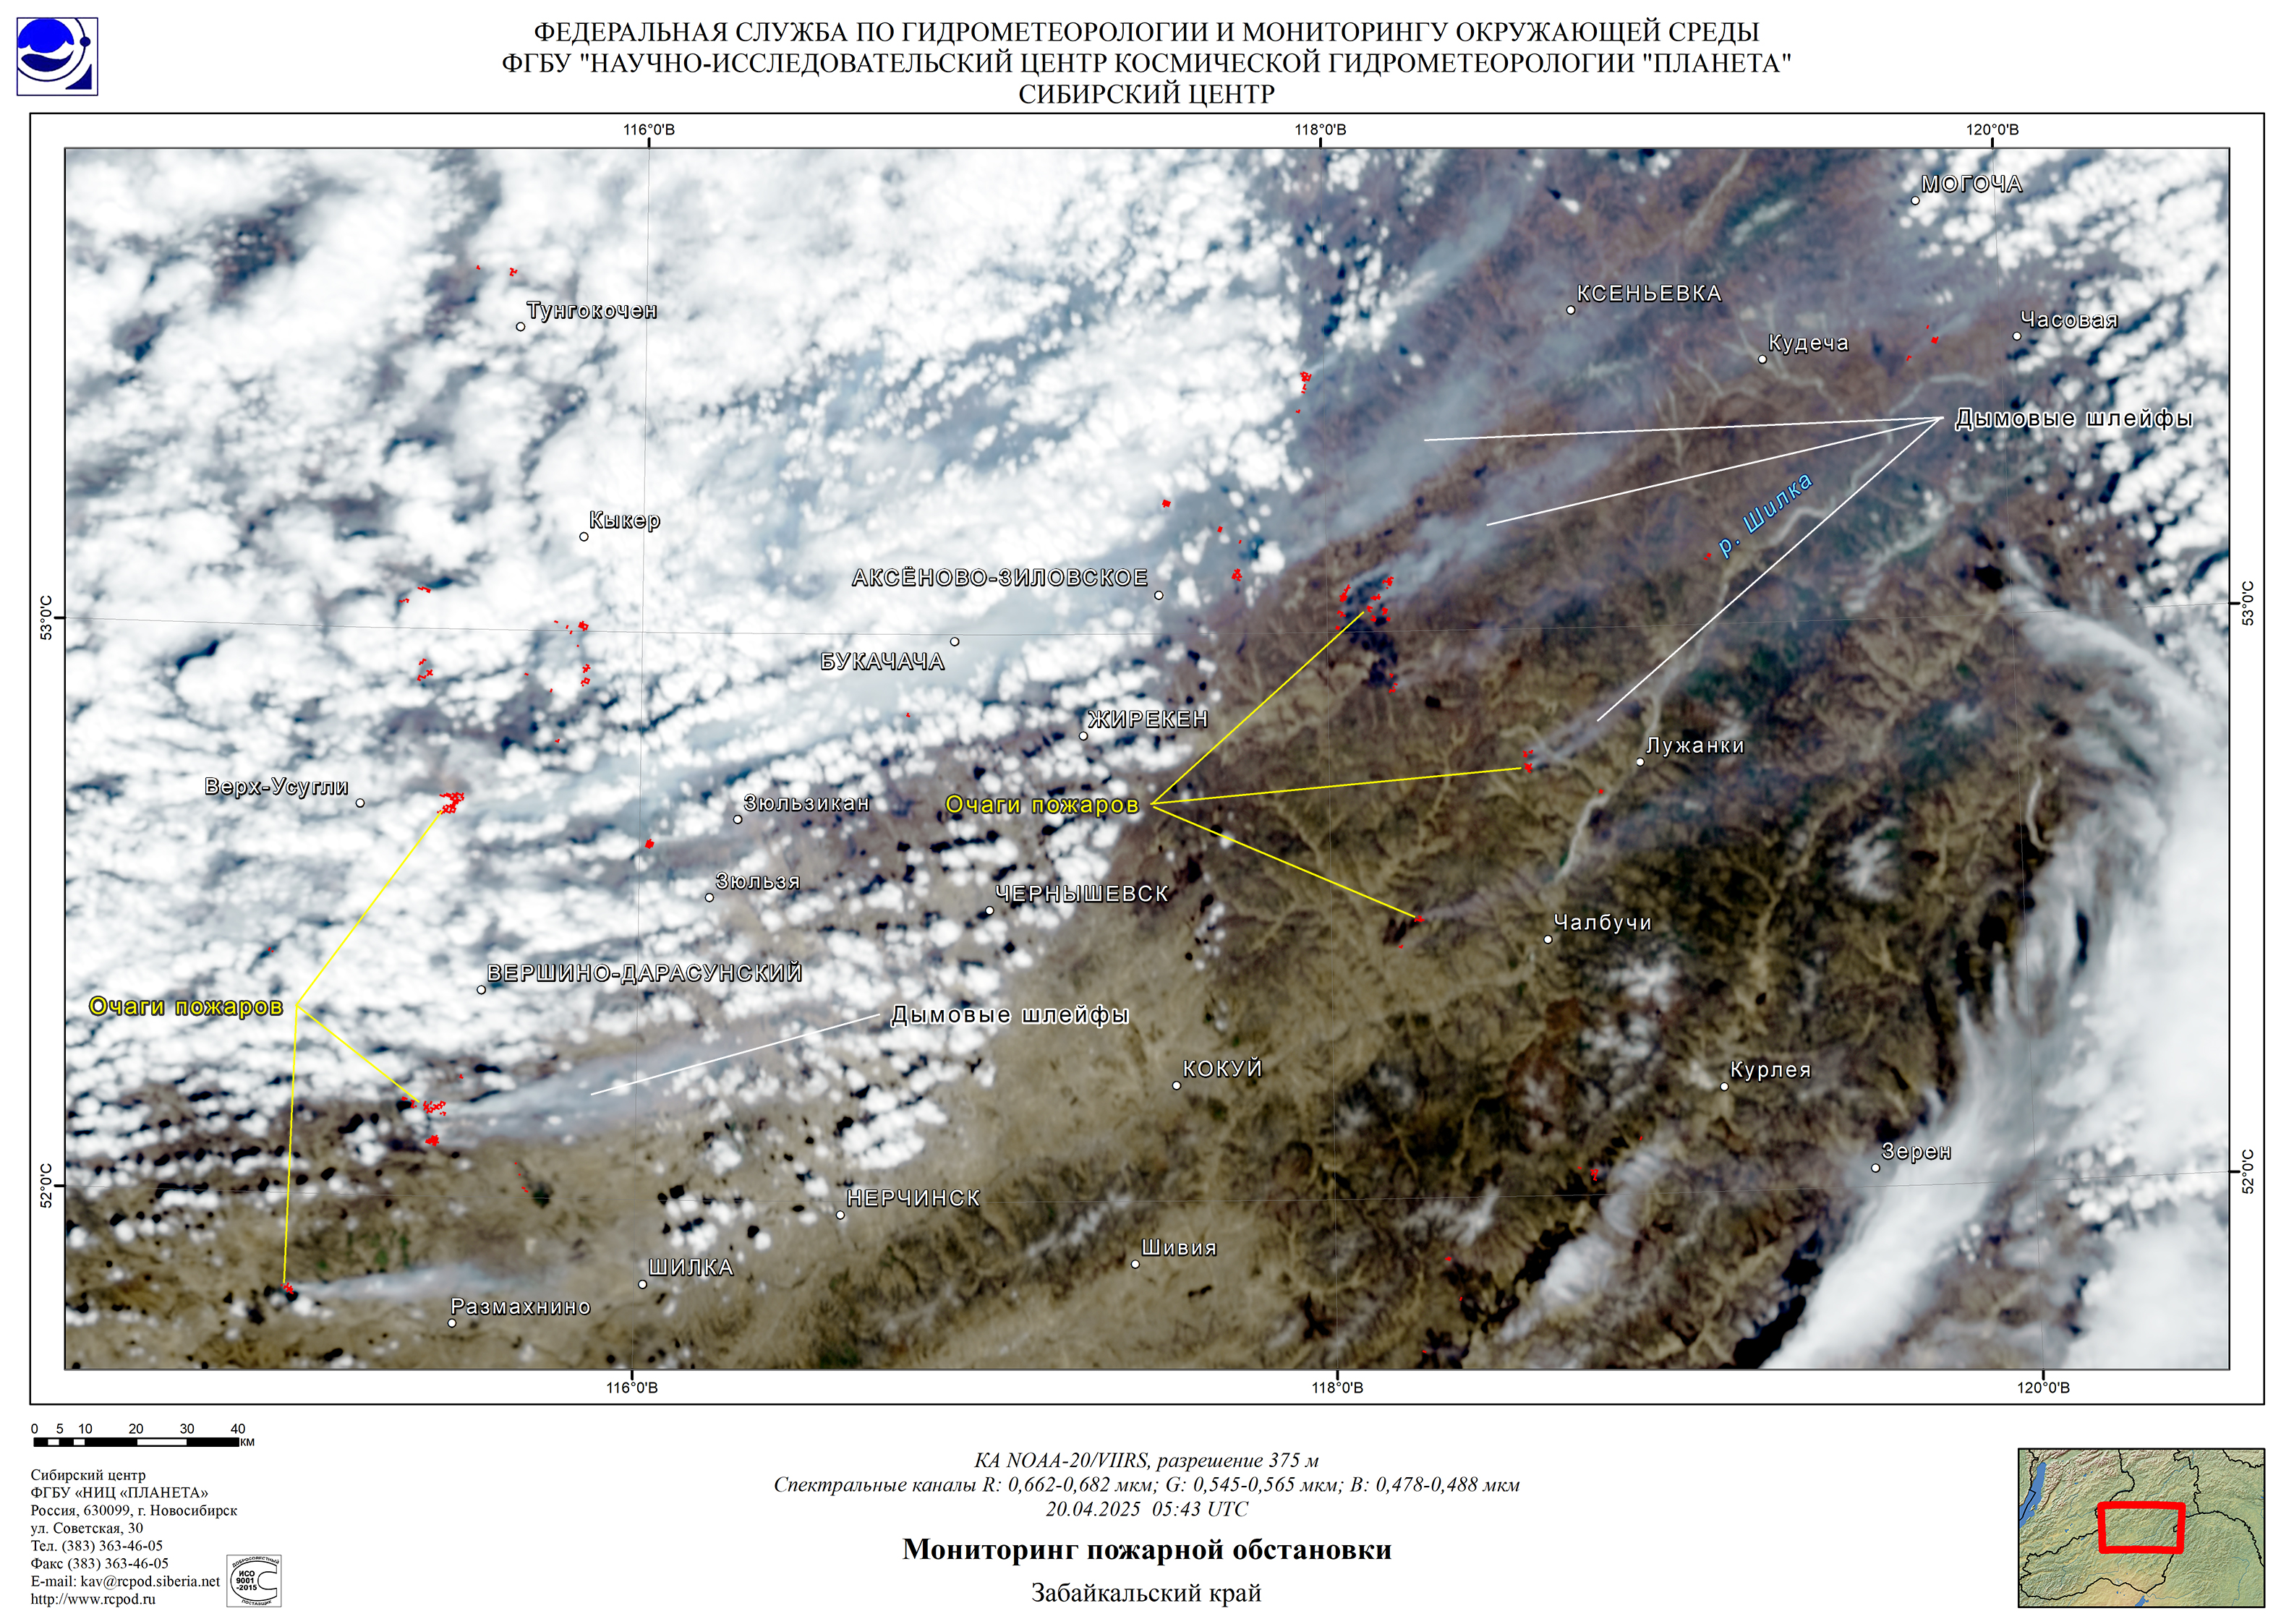 ФЕДЕРАЛЬНАЯ СЛУЖБА ПО ГИДРОМЕТЕОРОЛОГИИ И МОНИТОРИНГУ ОКРУЖАЮЩЕЙ СРЕДЫ
ФГБУ "НАУЧНО-ИССЛЕДОВАТЕЛЬСКИЙ ЦЕНТР КОСМИЧЕСКОЙ ГИДРОМЕТЕОРОЛОГИИ "ПЛАНЕТА"
СИБИРСКИЙ ЦЕНТР
116°0'В
118°0'В
120°0'В
МОГОЧА
КСЕНЬЕВКА
Тунгокочен
Часовая
Кудеча
Дымовые шлейфы
р. Шилка
Кыкер
АКСЁНОВО-ЗИЛОВСКОЕ
53°0'С
53°0'С
БУКАЧАЧА
ЖИРЕКЕН
Лужанки
Верх-Усугли
Зюльзикан
Очаги пожаров
Зюльзя
ЧЕРНЫШЕВСК
Чалбучи
ВЕРШИНО-ДАРАСУНСКИЙ
Очаги пожаров
Дымовые шлейфы
КОКУЙ
Курлея
Зерен
52°0'С
52°0'С
НЕРЧИНСК
Шивия
ШИЛКА
Размахнино
116°0'В
118°0'В
120°0'В
0 5 10 20 30 40
км
КА NOAA-20/VIIRS, разрешение 375 м
Спектральные каналы R: 0,662-0,682 мкм; G: 0,545-0,565 мкм; B: 0,478-0,488 мкм
20.04.2025 05:43 UTC
Мониторинг пожарной обстановки
Забайкальский край
Сибирский центр
ФГБУ «НИЦ «ПЛАНЕТА»
Россия, 630099, г. Новосибирск
ул. Советская, 30
Тел. (383) 363-46-05
Факс (383) 363-46-05
E-mail: kav@rcpod.siberia.net
http://www.rcpod.ru
ДОБРОСОВЕСТНЫЙ
ИСО
9001
-2015
ПОСТАВЩИК